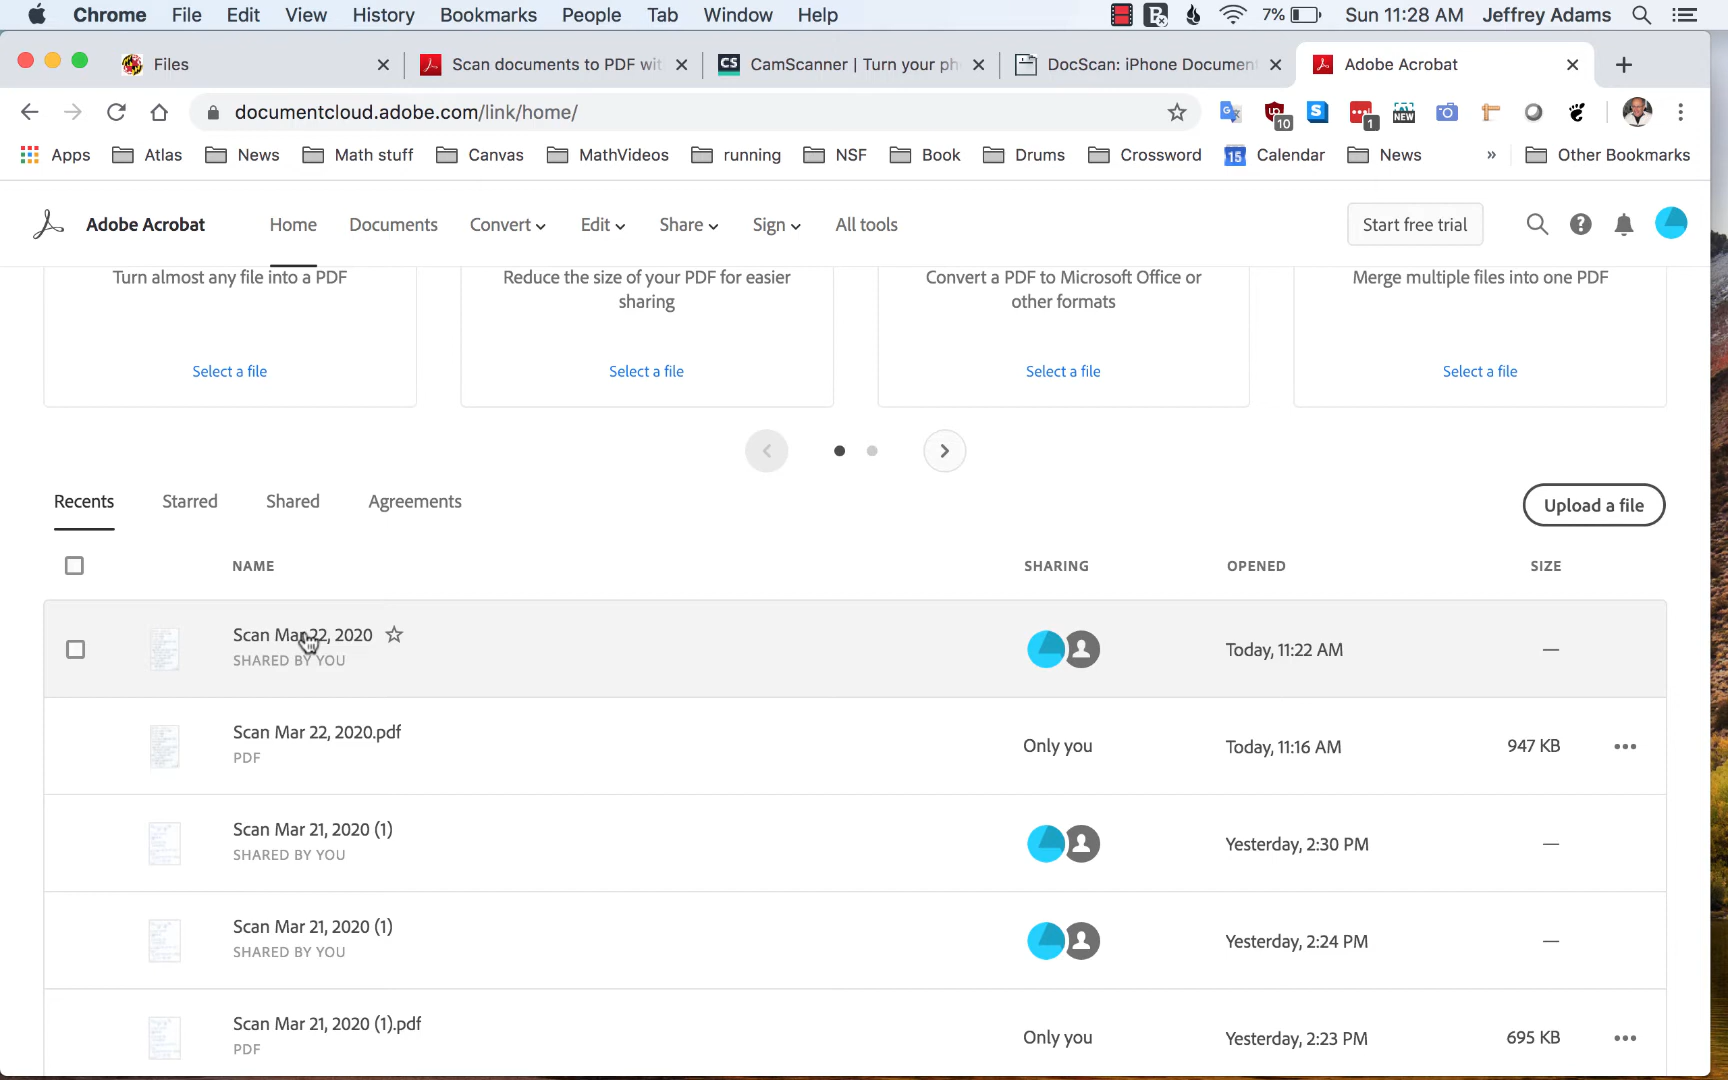 Chrome File Edit View History Bookmarks People Tab Window Help 7% Sun 11:28 AM Jeffrey Adams
Files Scan documents to PDF wit CamScanner | Turn your ph DocScan: iPhone Document Adobe Acrobat
documentcloud.adobe.com/link/home/ 10 1 NEW
Apps Atlas News Math stuff Canvas MathVideos running NSF Book Drums Crossword 15 Calendar News » Other Bookmarks
Adobe Acrobat Home Documents Convert Edit Share Sign All tools Start free trial
Turn almost any file into a PDF
Select a file
Reduce the size of your PDF for easier
sharing
Select a file
Convert a PDF to Microsoft Office or
other formats
Select a file
Merge multiple files into one PDF
Select a file
Recents Starred Shared Agreements Upload a file
NAME SHARING OPENED SIZE
Scan Mar 22, 2020 Today, 11:22 AM —
SHARED BY YOU
Scan Mar 22, 2020.pdf Only you Today, 11:16 AM 947 KB
PDF
Scan Mar 21, 2020 (1) Yesterday, 2:30 PM —
SHARED BY YOU
Scan Mar 21, 2020 (1) Yesterday, 2:24 PM —
SHARED BY YOU
Scan Mar 21, 2020 (1).pdf Only you Yesterday, 2:23 PM 695 KB
PDF